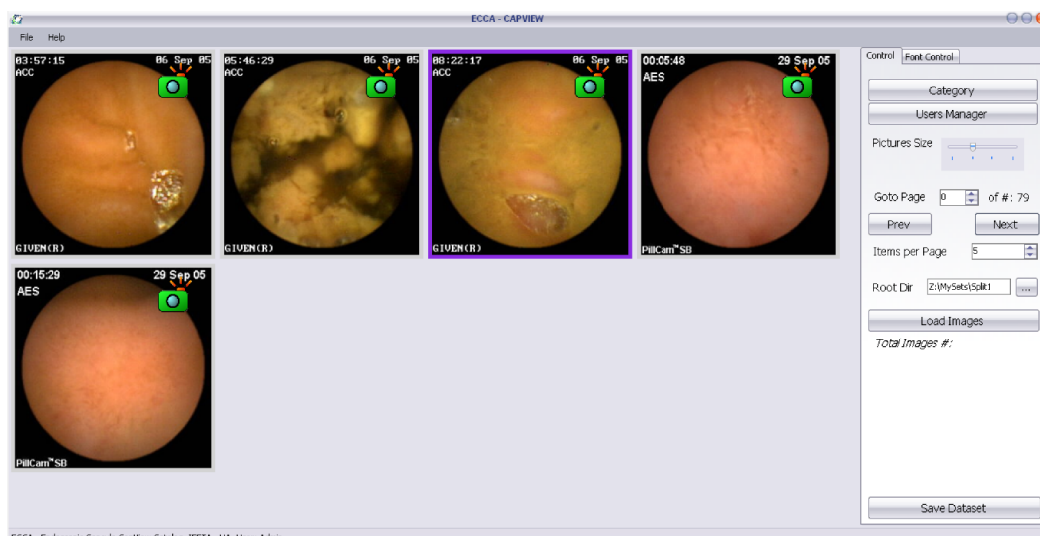 ECCA - CAPVIEW
File Help
03:57:15 06 Sep 05
ACC
GIVEN(R)
05:46:29 06 Sep 05
ACC
GIVEN(R)
08:22:17 06 Sep 05
ACC
GIVEN(R)
00:05:48 29 Sep 05
AES
PillCam™SB
00:15:29 29 Sep 05
AES
PillCam™SB
Control Font Control
Category
Users Manager
Pictures Size
Goto Page 0 of #: 79
Prev Next
Items per Page 5
Root Dir Z:\MySets\Split1 ...
Load Images
Total Images #:
Save Dataset